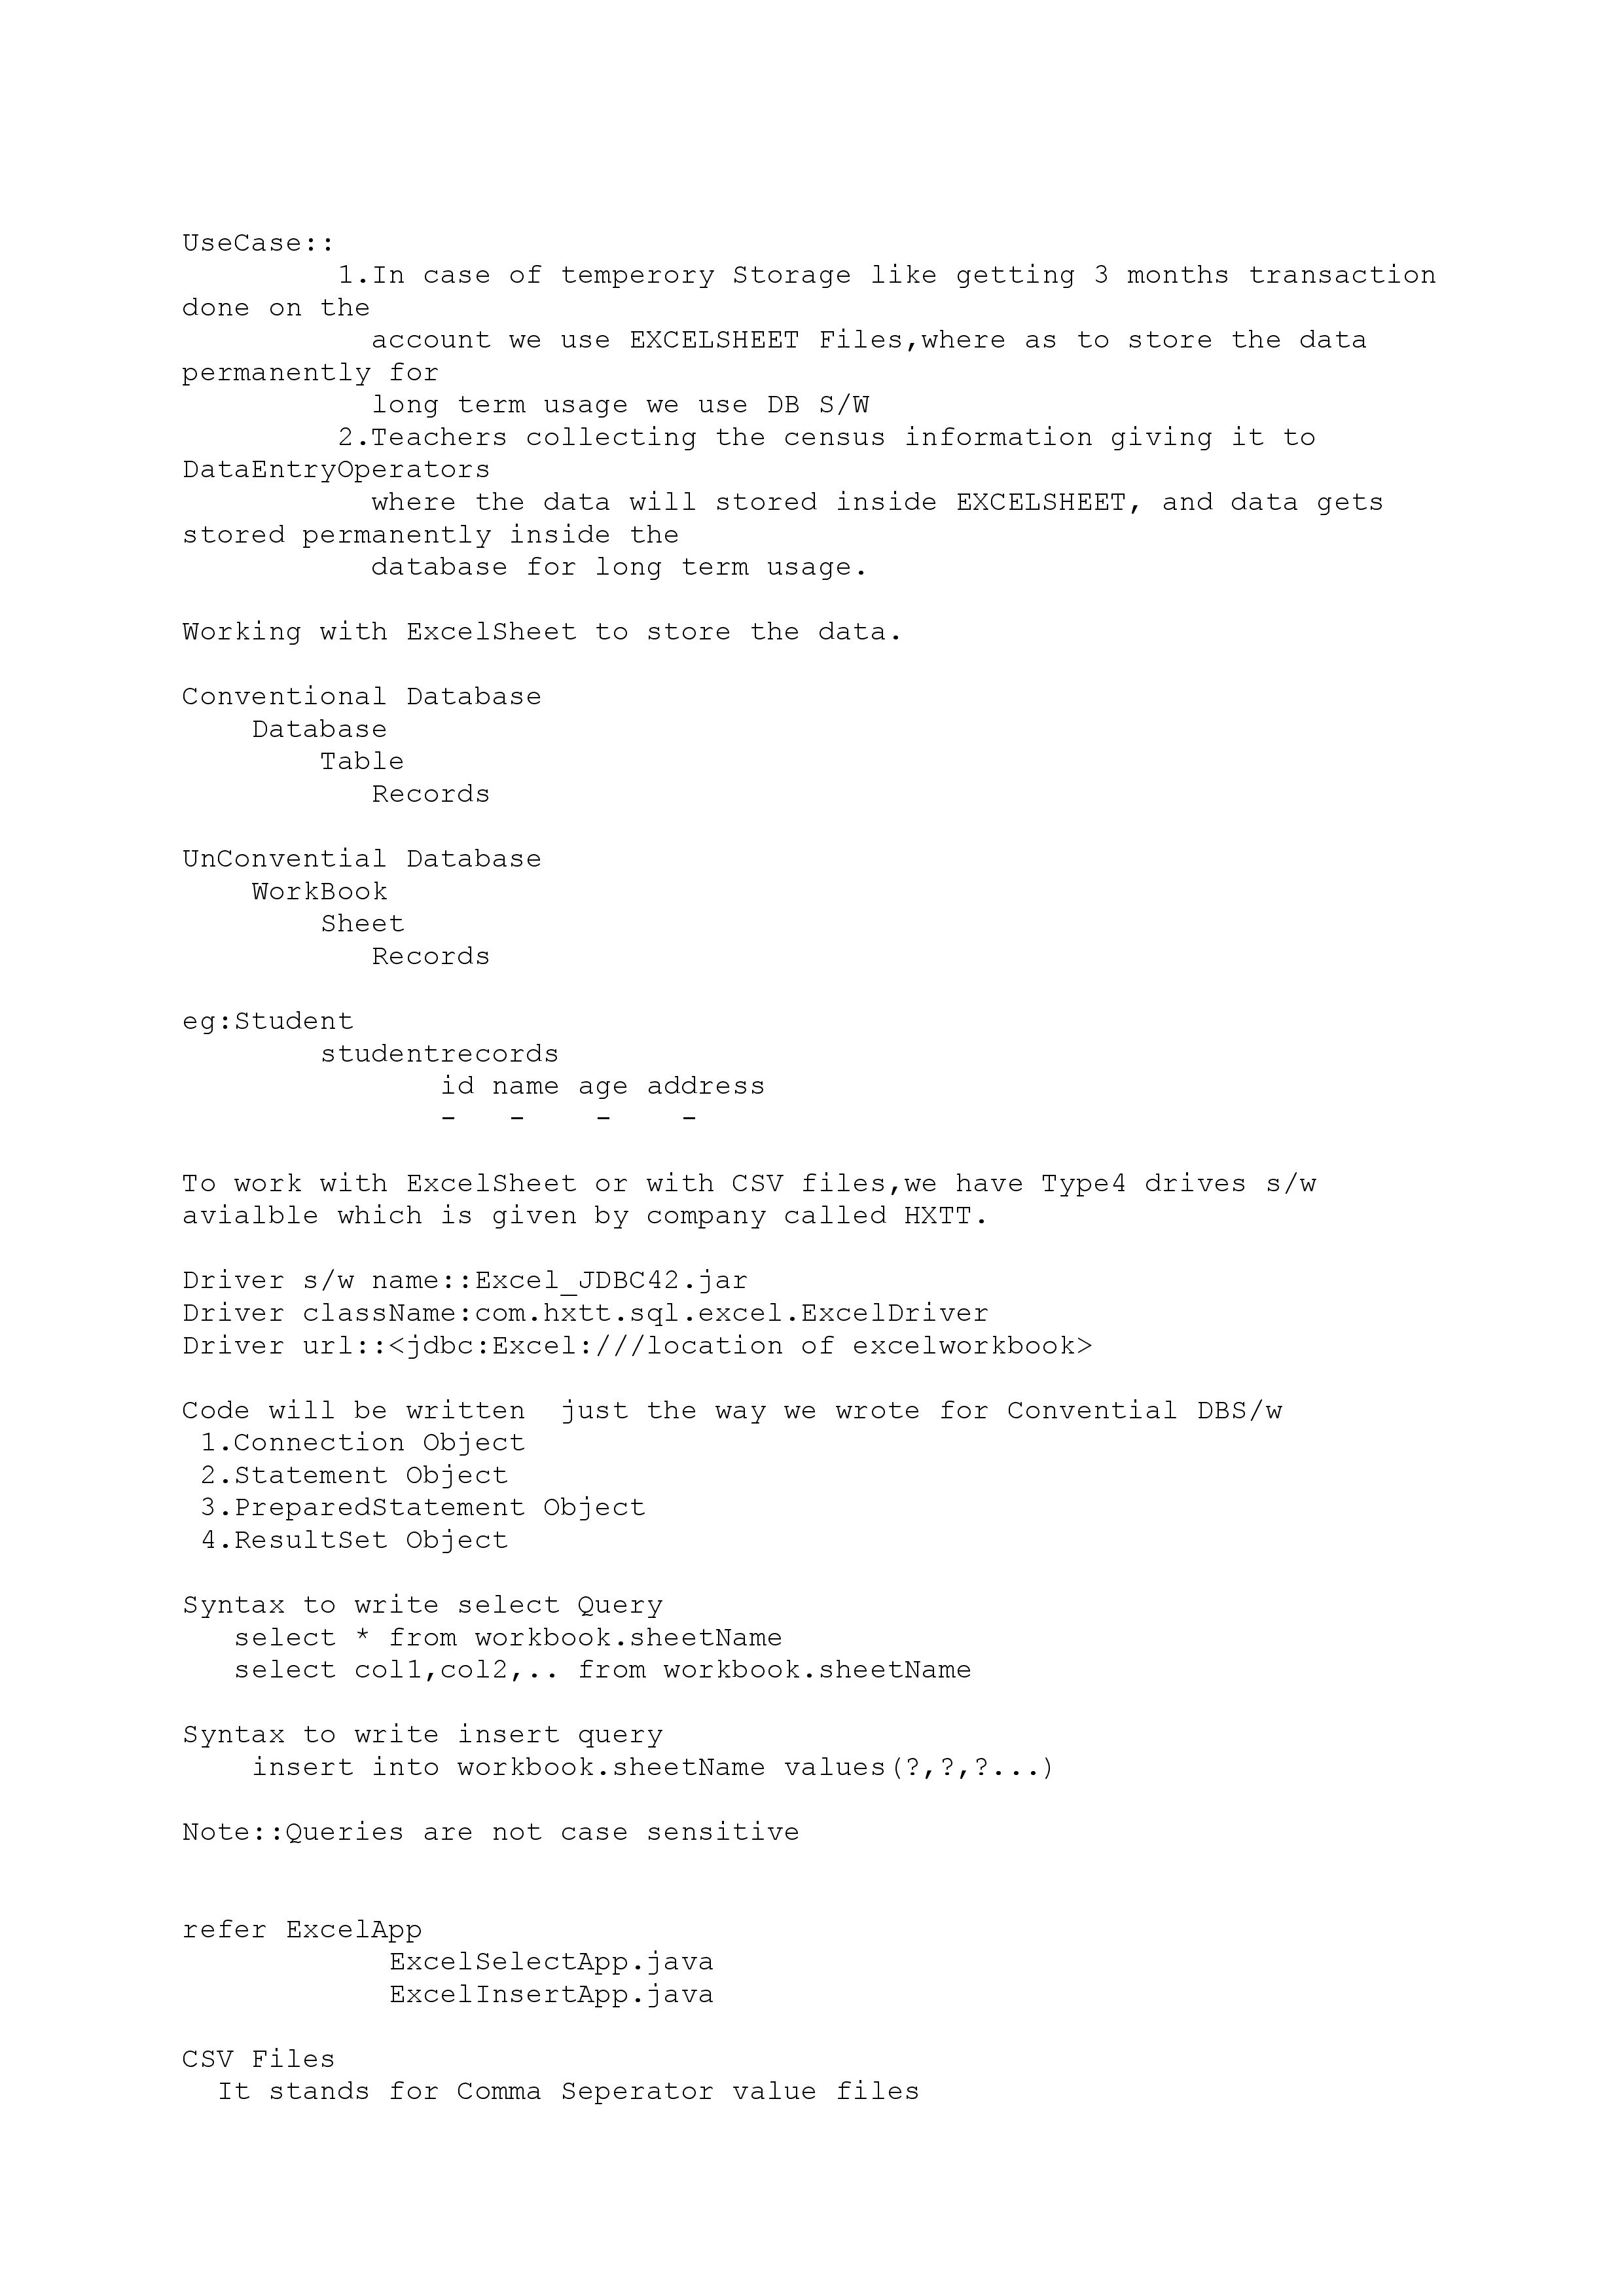 UseCase::
1.In case of temperory Storage like getting 3 months transaction
done on the
account we use EXCELSHEET Files,where as to store the data
permanently for
long term usage we use DB S/W
2.Teachers collecting the census information giving it to
DataEntryOperators
where the data will stored inside EXCELSHEET, and data gets
stored permanently inside the
database for long term usage.
Working with ExcelSheet to store the data.
Conventional Database
Database
Table
Records
UnConvential Database
WorkBook
Sheet
Records
eg:Student
studentrecords
id name age address
- - - -
To work with ExcelSheet or with CSV files,we have Type4 drives s/w
avialble which is given by company called HXTT.
Driver s/w name::Excel_JDBC42.jar
Driver className:com.hxtt.sql.excel.ExcelDriver
Driver url::<jdbc:Excel:///location of excelworkbook>
Code will be written  just the way we wrote for Convential DBS/w
1.Connection Object
2.Statement Object
3.PreparedStatement Object
4.ResultSet Object
Syntax to write select Query
select * from workbook.sheetName
select col1,col2,.. from workbook.sheetName
Syntax to write insert query
insert into workbook.sheetName values(?,?,?...)
Note::Queries are not case sensitive
refer ExcelApp
ExcelSelectApp.java
ExcelInsertApp.java
CSV Files
It stands for Comma Seperator value files